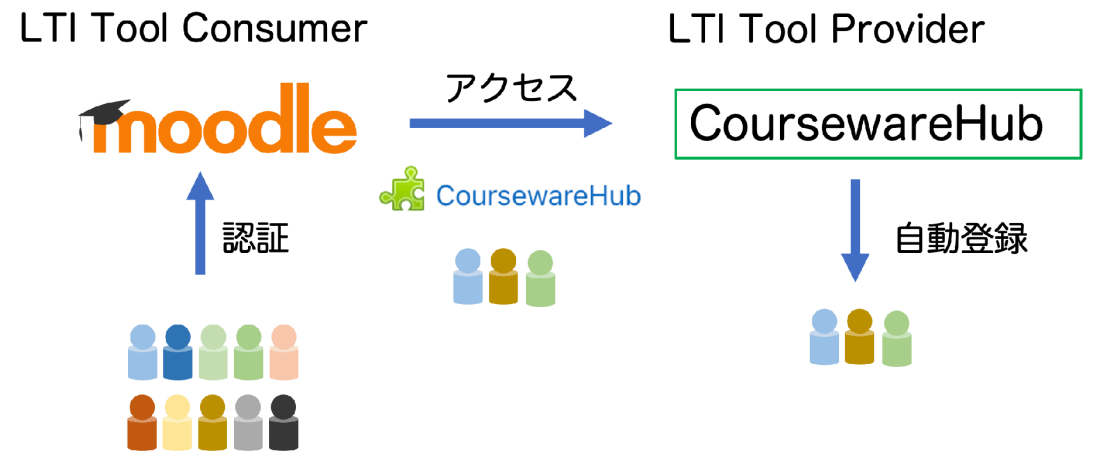 LTI Tool Consumer
LTI Tool Provider
moodle
アクセス
CoursewareHub
CoursewareHub
認証
自動登録